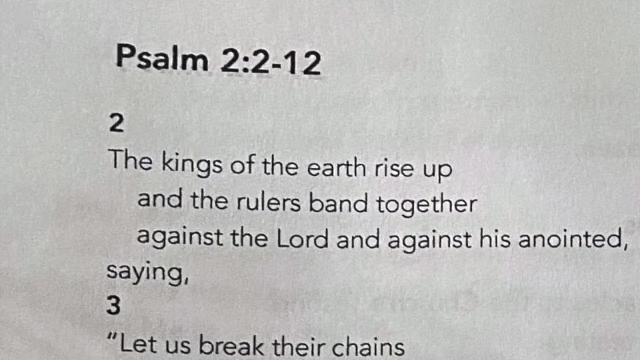 Psalm 2:2-12
2
The kings of the earth rise up
and the rulers band together
against the Lord and against his anointed,
saying,
3
"Let us break their chains